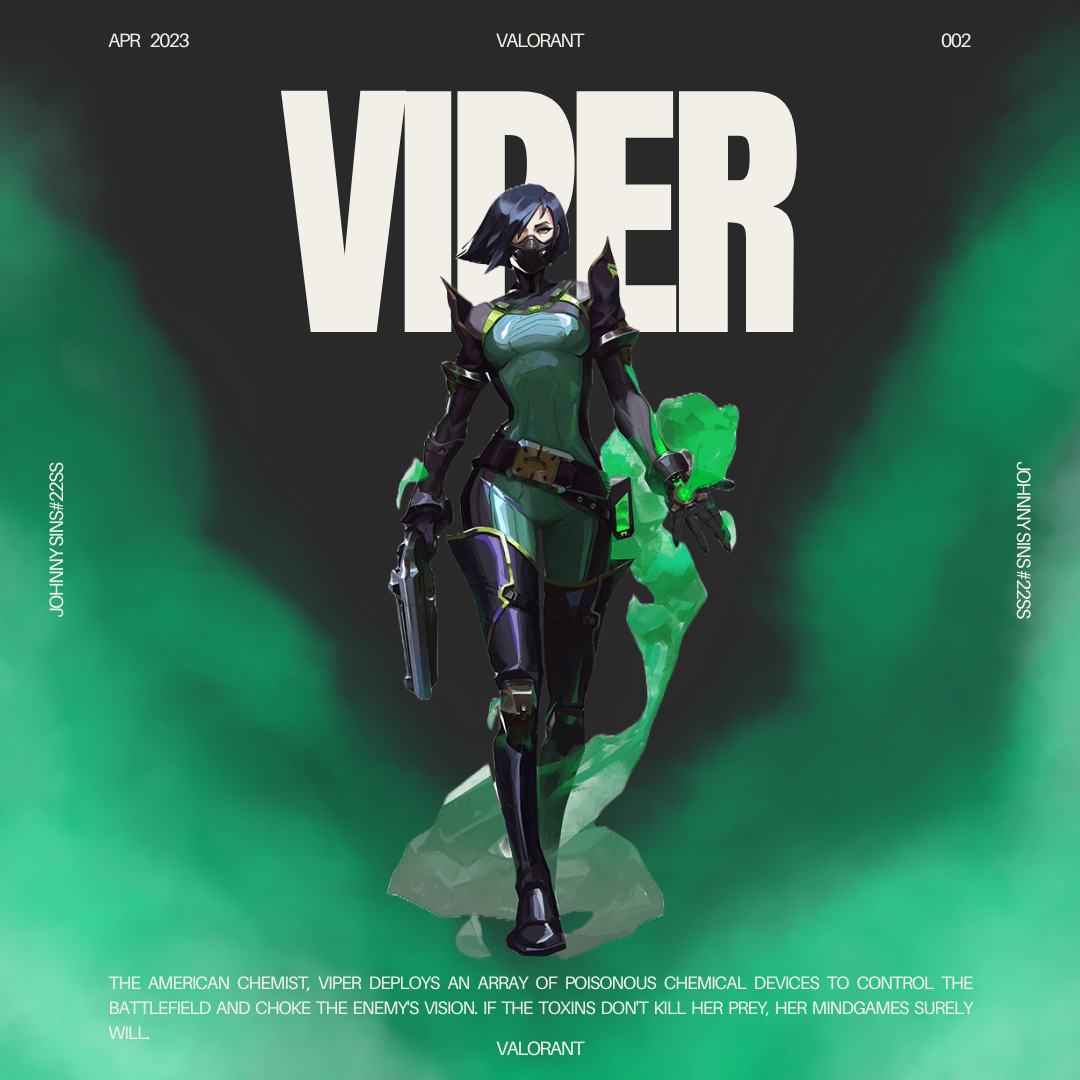 APR 2023
VALORANT
002
VIPER
JOHNNY SINS#22SS
JOHNNY SINS #22SS
THE AMERICAN CHEMIST, VIPER DEPLOYS AN ARRAY OF POISONOUS CHEMICAL DEVICES TO CONTROL THE
BATTLEFIELD AND CHOKE THE ENEMY'S VISION. IF THE TOXINS DON'T KILL HER PREY, HER MINDGAMES SURELY
WILL.
VALORANT